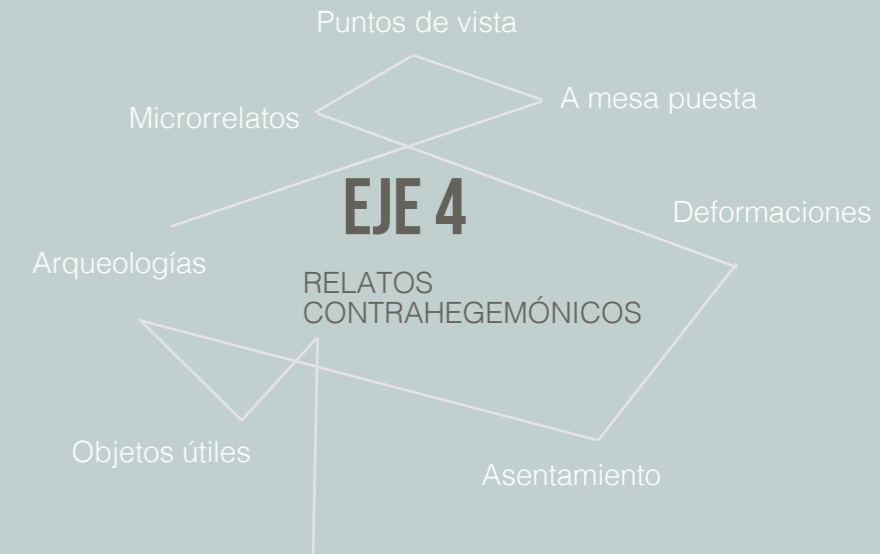 Puntos de vista
A mesa puesta
Microrrelatos
EJE 4
Deformaciones
Arqueologías
RELATOS
CONTRAHEGEMÓNICOS
Objetos útiles
Asentamiento